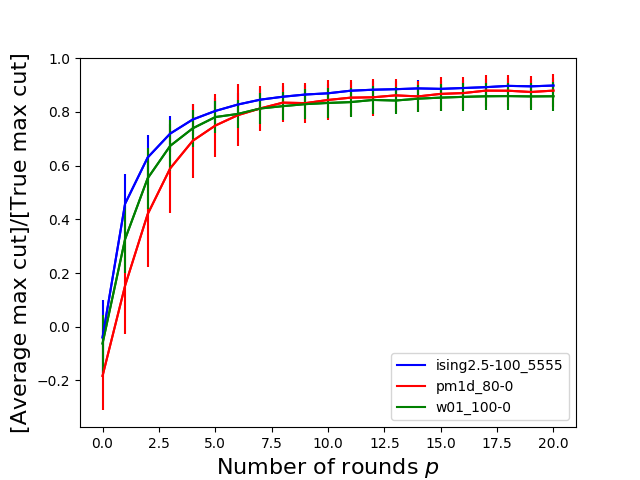 [Average max cut]/[True max cut]
1.0
0.8
0.6
0.4
0.2
0.0
−0.2
ising2.5-100_5555
pm1d_80-0
w01_100-0
0.0 2.5 5.0 7.5 10.0 12.5 15.0 17.5 20.0
Number of rounds p